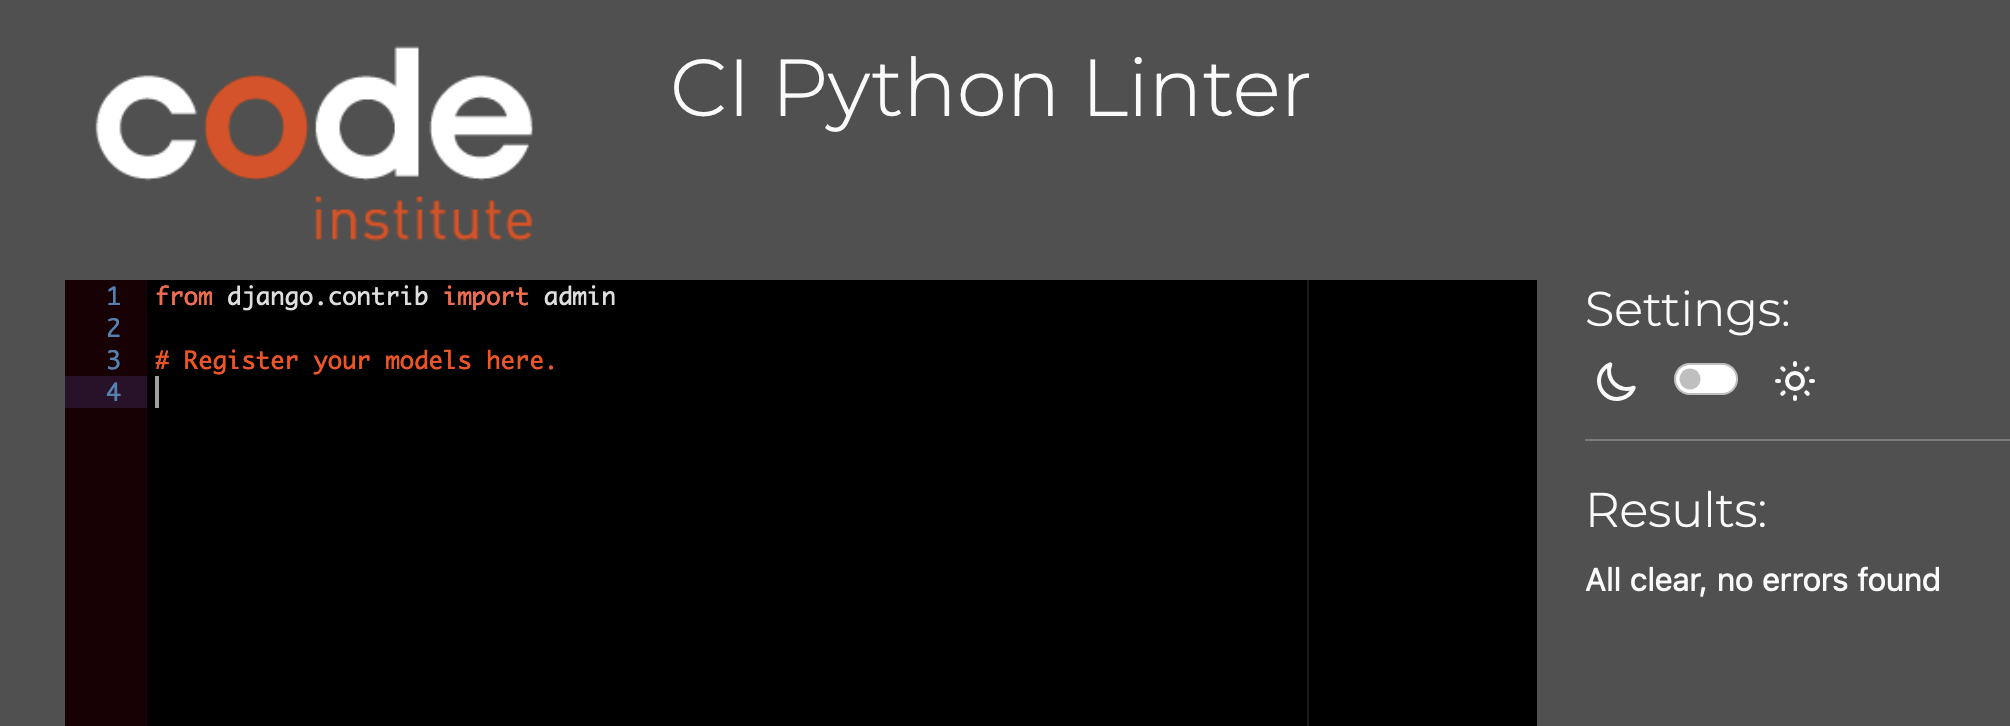 code
institute
CI Python Linter
1 from django.contrib import admin
2
3 # Register your models here.
4
Settings:
Results:
All clear, no errors found